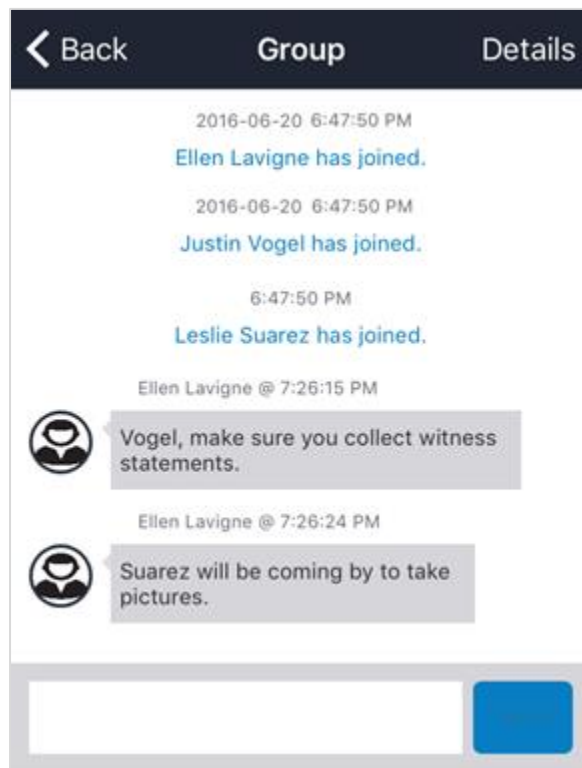 Back Group Details
2016-06-20 6:47:50 PM
Ellen Lavigne has joined.
2016-06-20 6:47:50 PM
Justin Vogel has joined.
6:47:50 PM
Leslie Suarez has joined.
Ellen Lavigne @ 7:26:15 PM
Vogel, make sure you collect witness
statements.
Ellen Lavigne @ 7:26:24 PM
Suarez will be coming by to take
pictures.